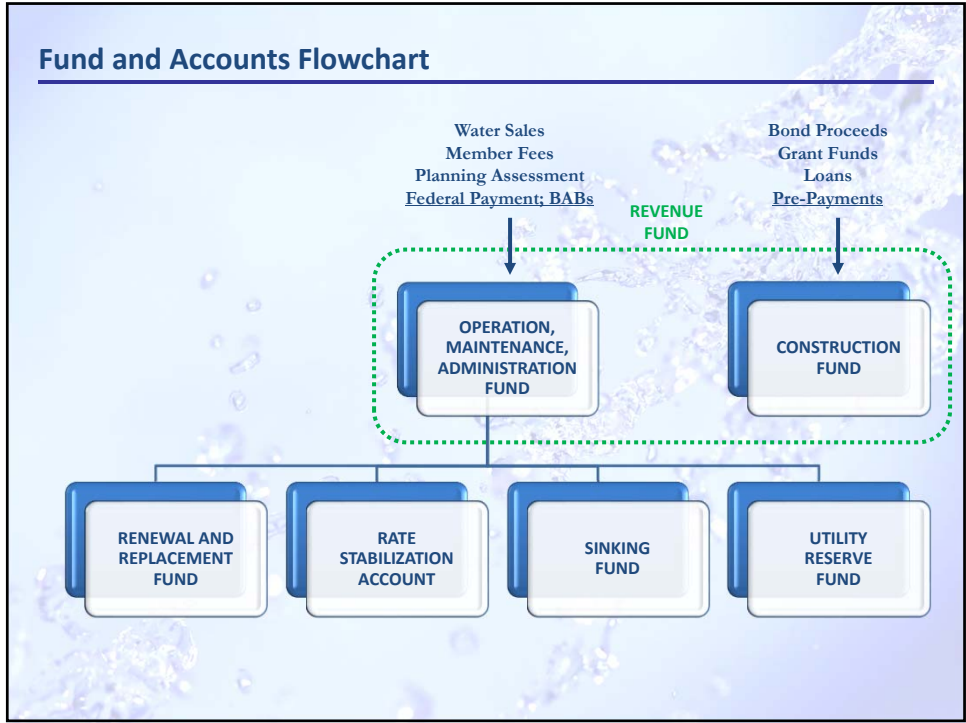 Fund and Accounts Flowchart
Water Sales
Member Fees
Planning Assessment
Federal Payment; BABs
Bond Proceeds
Grant Funds
Loans
Pre-Payments
REVENUE
FUND
OPERATION,
MAINTENANCE,
ADMINISTRATION
FUND
CONSTRUCTION
FUND
RENEWAL AND
REPLACEMENT
FUND
RATE
STABILIZATION
ACCOUNT
SINKING
FUND
UTILITY
RESERVE
FUND